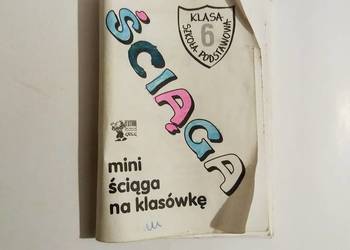 KLASA
6
SZKOŁA PODSTAWOWA
ŚCIĄGA
mini
ściąga
na klasówkę